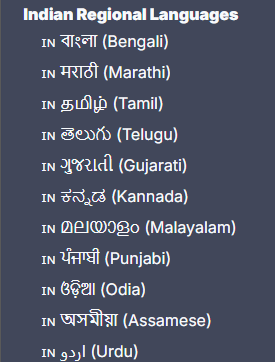 Indian Regional Languages
IN বাংলা (Bengali)
IN मराठी (Marathi)
IN தமிழ் (Tamil)
IN తెలుగు (Telugu)
IN ગુજરાતી (Gujarati)
IN ಕನ್ನಡ (Kannada)
IN മലയാളം (Malayalam)
IN ਪੰਜਾਬੀ (Punjabi)
IN ଓଡ଼ିଆ (Odia)
IN অসমীয়া (Assamese)
IN اردو (Urdu)